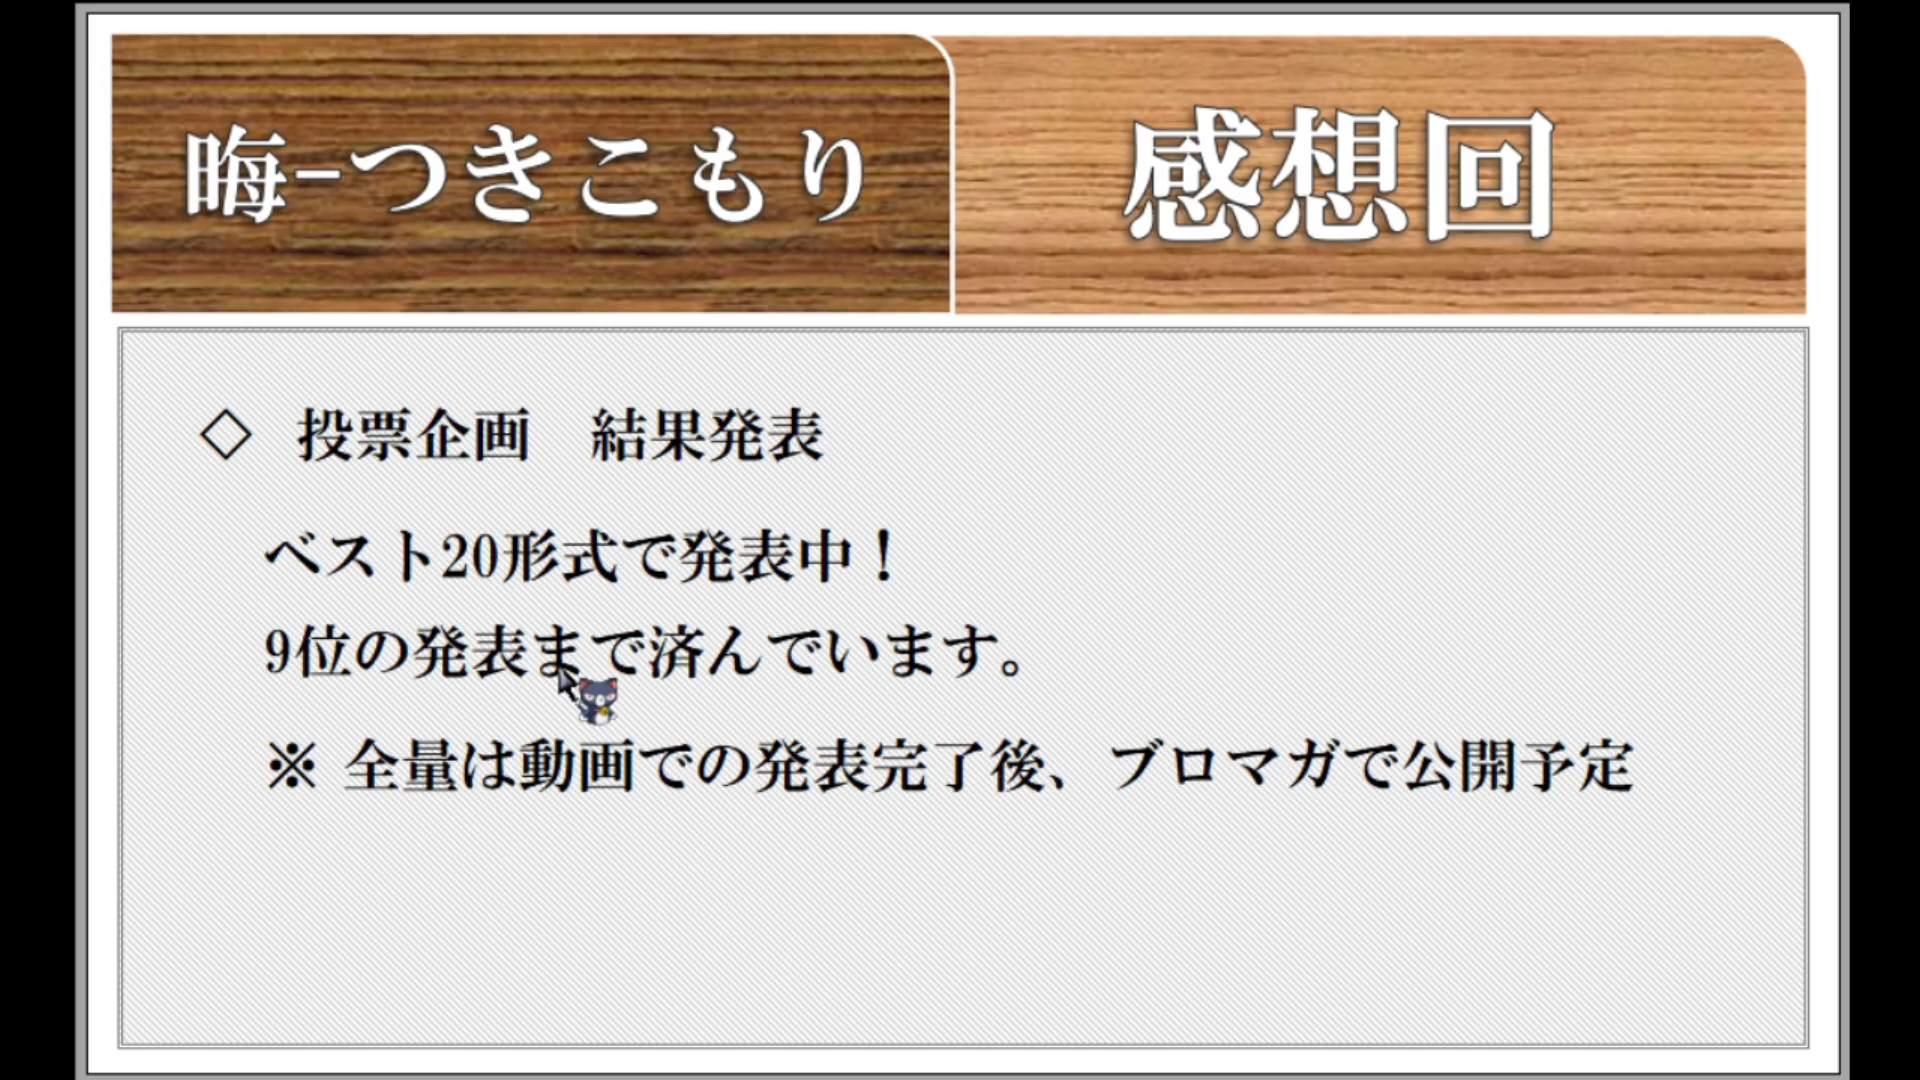 晦-つきこもり
感想回
◇ 投票企画　結果発表
ベスト20形式で発表中！
9位の発表まで済んでいます。
※ 全量は動画での発表完了後、ブロマガで公開予定